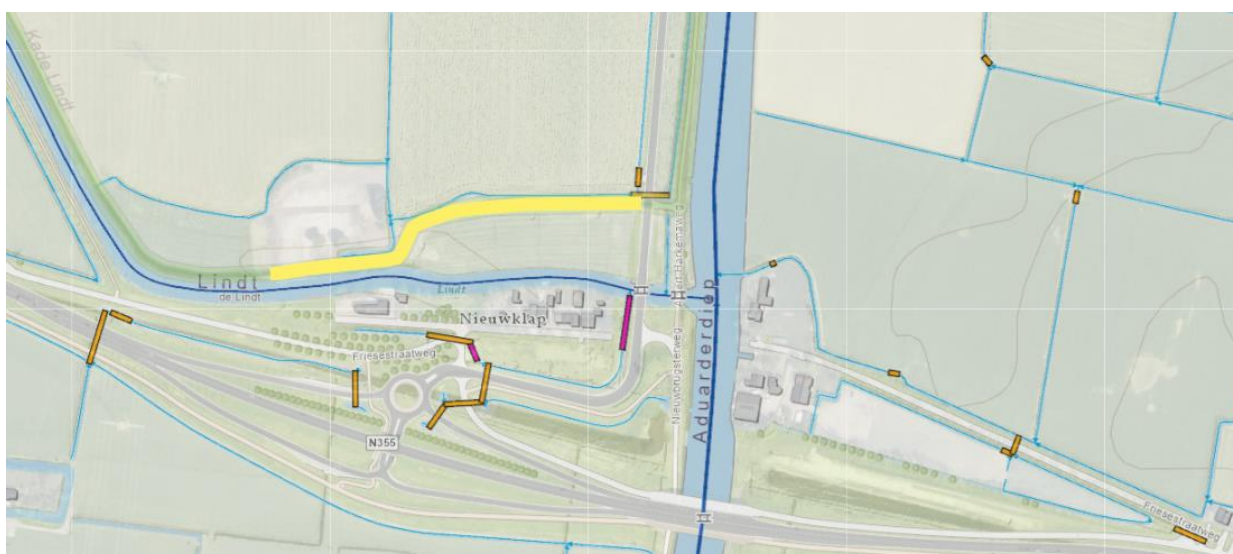 Kade Lindt
Lindt
de Lindt
Lindt
Nieuwklap
Friesestraatweg
N355
Nieuwbrugsterweg
Aduarderdiep
Friesestraatweg